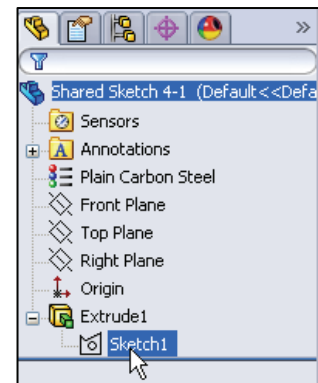 »
Shared Sketch 4-1 (Default<<Defa
Sensors
A Annotations
Plain Carbon Steel
Front Plane
Top Plane
Right Plane
Origin
Extrude1
Sketch1